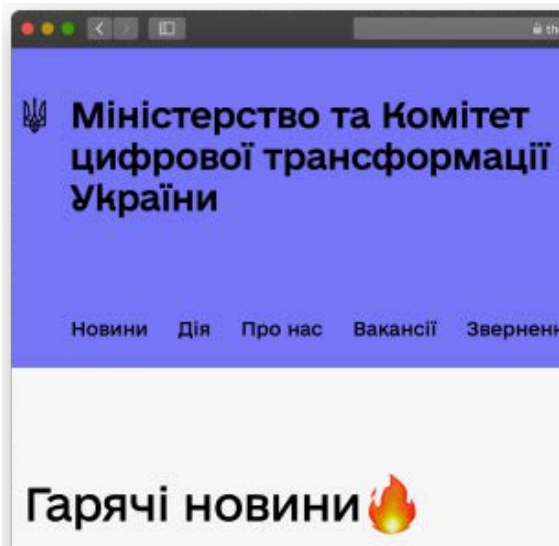 Міністерство та Комітет
цифрової трансформації
України
Новини Дія Про нас Вакансії
Гарячі новини🔥